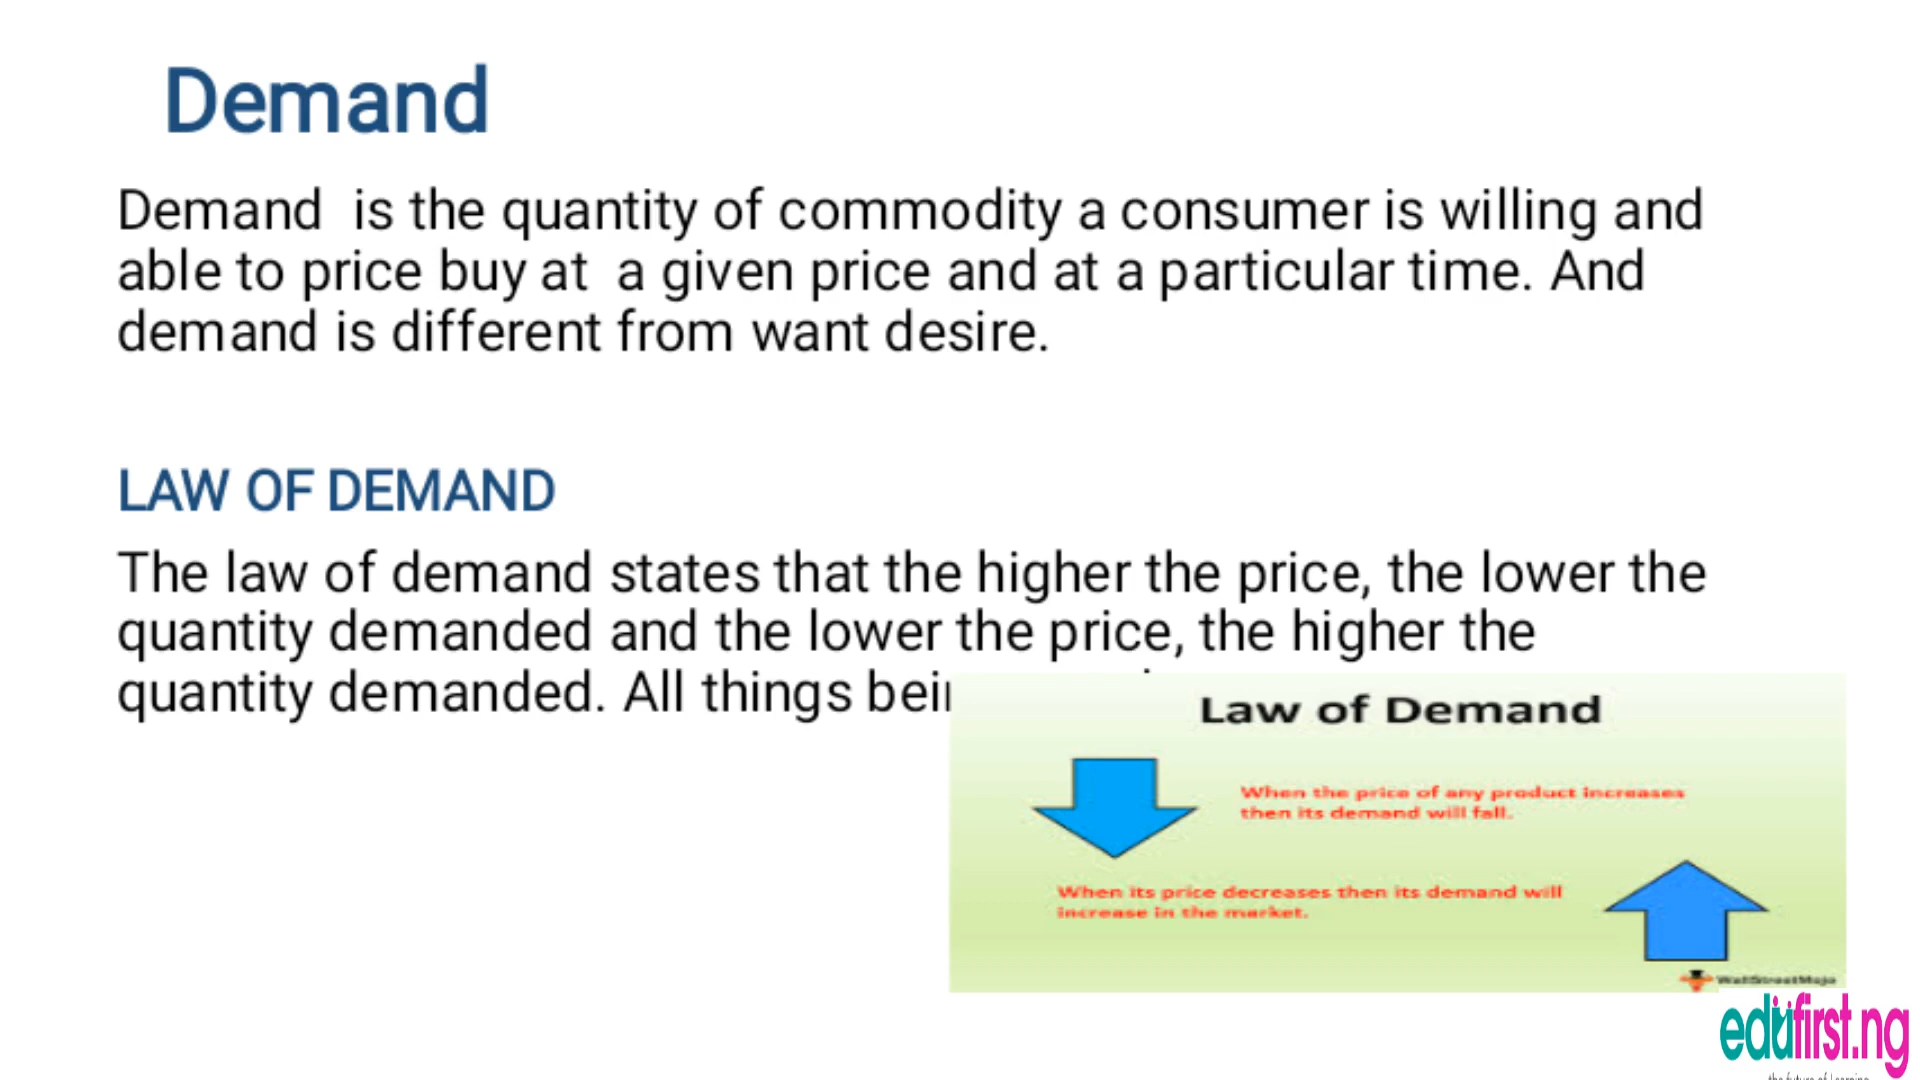 Demand
Demand is the quantity of commodity a consumer is willing and
able to price buy at a given price and at a particular time. And
demand is different from want desire.
LAW OF DEMAND
The law of demand states that the higher the price, the lower the
quantity demanded and the lower the price, the higher the
quantity demanded. All things
Law of Demand
When the price of any product increases
then its demand will fall.
When its price decreases then its demand will
increase in the market.
WallStreetMojo
edufirst.ng